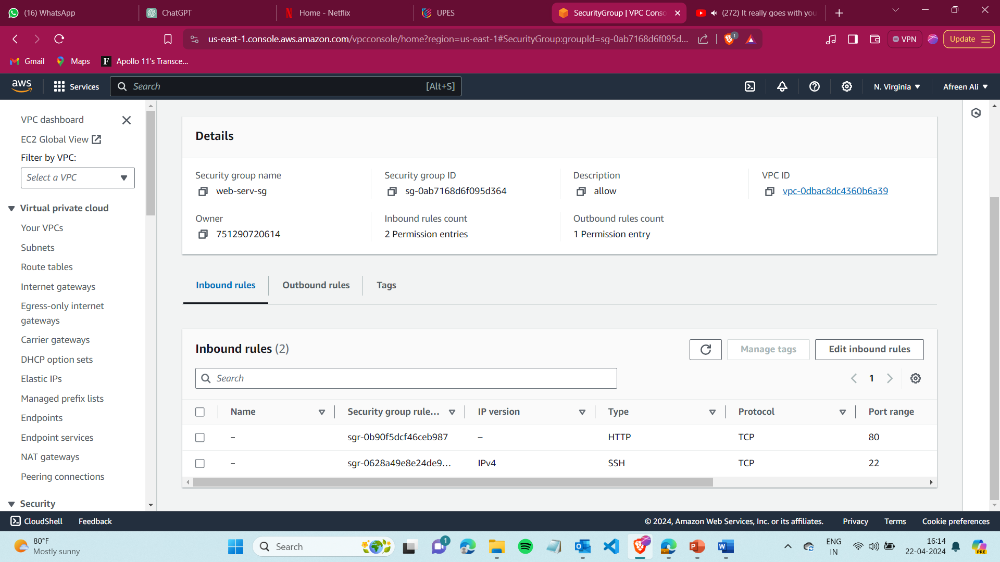 (16) WhatsApp
ChatGPT
Home - Netflix
UPES
SecurityGroup | VPC Conso
(272) It really goes with you
us-east-1.console.aws.amazon.com/vpcconsole/home?region=us-east-1#SecurityGroup:groupId=sg-0ab7168d6f095d...
1
VPN
Update
Gmail
Maps
F
Apollo 11's Transce...
aws
Services
Search
[Alt+S]
N. Virginia
Afreen Ali
VPC dashboard
EC2 Global View
Filter by VPC:
Select a VPC
Virtual private cloud
Your VPCs
Subnets
Route tables
Internet gateways
Egress-only internet
gateways
Carrier gateways
DHCP option sets
Elastic IPs
Managed prefix lists
Endpoints
Endpoint services
NAT gateways
Peering connections
Security
Details
Security group name
web-serv-sg
Security group ID
sg-0ab7168d6f095d364
Description
allow
VPC ID
vpc-0dbac8dc4360b6a39
Owner
751290720614
Inbound rules count
2 Permission entries
Outbound rules count
1 Permission entry
Inbound rules
Outbound rules
Tags
Inbound rules (2)
Manage tags
Edit inbound rules
Search
1
Name
Security group rule...
IP version
Type
Protocol
Port range
–
sgr-0b90f5dcf46ceb987
–
HTTP
TCP
80
–
sgr-0628a49e8e24de9...
IPv4
SSH
TCP
22
CloudShell
Feedback
© 2024, Amazon Web Services, Inc. or its affiliates.
Privacy
Terms
Cookie preferences
80°F
Mostly sunny
Search
1
P
W
ENG
IN
16:14
22-04-2024
PRE